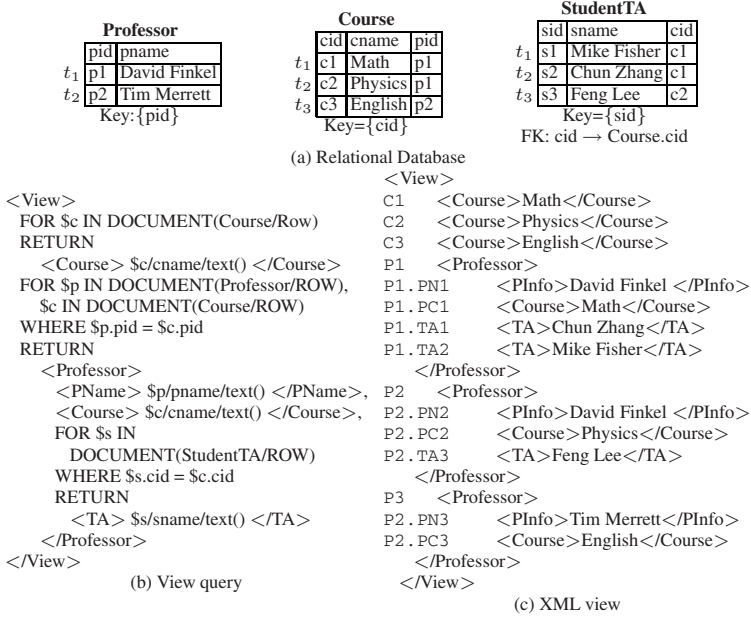 Professor
pid pname
t1 p1 David Finkel
t2 p2 Tim Merrett
Key:{pid}
Course
cid cname pid
t1 c1 Math p1
t2 c2 Physics p1
t3 c3 English p2
Key={cid}
StudentTA
sid sname cid
t1 s1 Mike Fisher c1
t2 s2 Chun Zhang c1
t3 s3 Feng Lee c2
Key={sid}
FK: cid → Course.cid
(a) Relational Database
<View>
FOR $c IN DOCUMENT(Course/Row)
RETURN
<Course> $c/cname/text() </Course>
FOR $p IN DOCUMENT(Professor/ROW),
$c IN DOCUMENT(Course/ROW)
WHERE $p.pid = $c.pid
RETURN
<Professor>
<PName> $p/pname/text() </PName>,
<Course> $c/cname/text() </Course>,
FOR $s IN
DOCUMENT(StudentTA/ROW)
WHERE $s.cid = $c.cid
RETURN
<TA> $s/sname/text() </TA>
</Professor>
</View>
(b) View query
<View>
C1 <Course>Math</Course>
C2 <Course>Physics</Course>
C3 <Course>English</Course>
P1 <Professor>
P1.PN1 <PInfo>David Finkel </PInfo>
P1.PC1 <Course>Math</Course>
P1.TA1 <TA>Chun Zhang</TA>
P1.TA2 <TA>Mike Fisher</TA>
</Professor>
P2 <Professor>
P2.PN2 <PInfo>David Finkel </PInfo>
P2.PC2 <Course>Physics</Course>
P2.TA3 <TA>Feng Lee</TA>
</Professor>
P3 <Professor>
P2.PN3 <PInfo>Tim Merrett</PInfo>
P2.PC3 <Course>English</Course>
</Professor>
</View>
(c) XML view